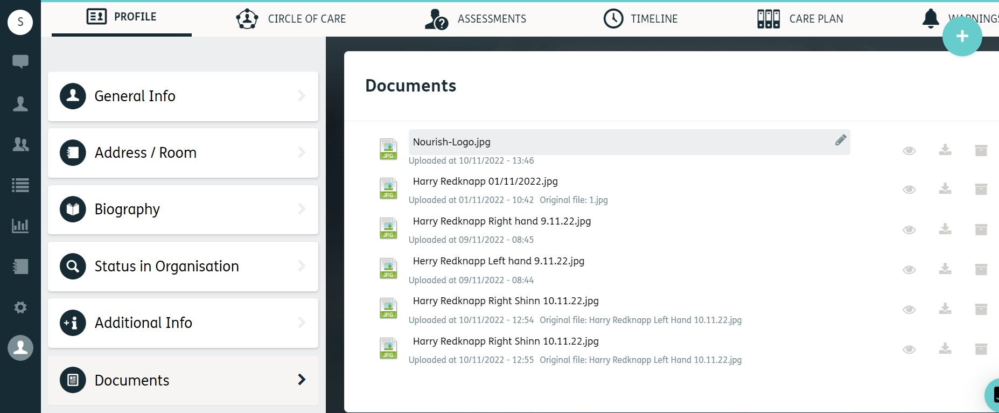 S
PROFILE
CIRCLE OF CARE
ASSESSMENTS
TIMELINE
CARE PLAN
General Info
Address / Room
Biography
Status in Organisation
Additional Info
Documents
Documents
JPG
Nourish-Logo.jpg
Uploaded at 10/11/2022 - 13:46
JPG
Harry Redknapp 01/11/2022.jpg
Uploaded at 01/11/2022 - 10:42 Original file: 1.jpg
JPG
Harry Redknapp Right hand 9.11.22.jpg
Uploaded at 09/11/2022 - 08:45
JPG
Herry Redknapp Left hand 9.11.22.jpg
Uploaded at 09/11/2022 - 08:44
JPG
Harry Redknapp Right Shinn 10.11.22.jpg
Uploaded at 10/11/2022 - 12:54 Original file: Harry Redknapp Left Hand 10.11.22.jpg
JPG
Harry Redknapp Right Shinn 10.11.22.jpg
Uploaded at 10/11/2022 - 12:55 Original file: Harry Redknapp Left Hand 10.11.22.jpg